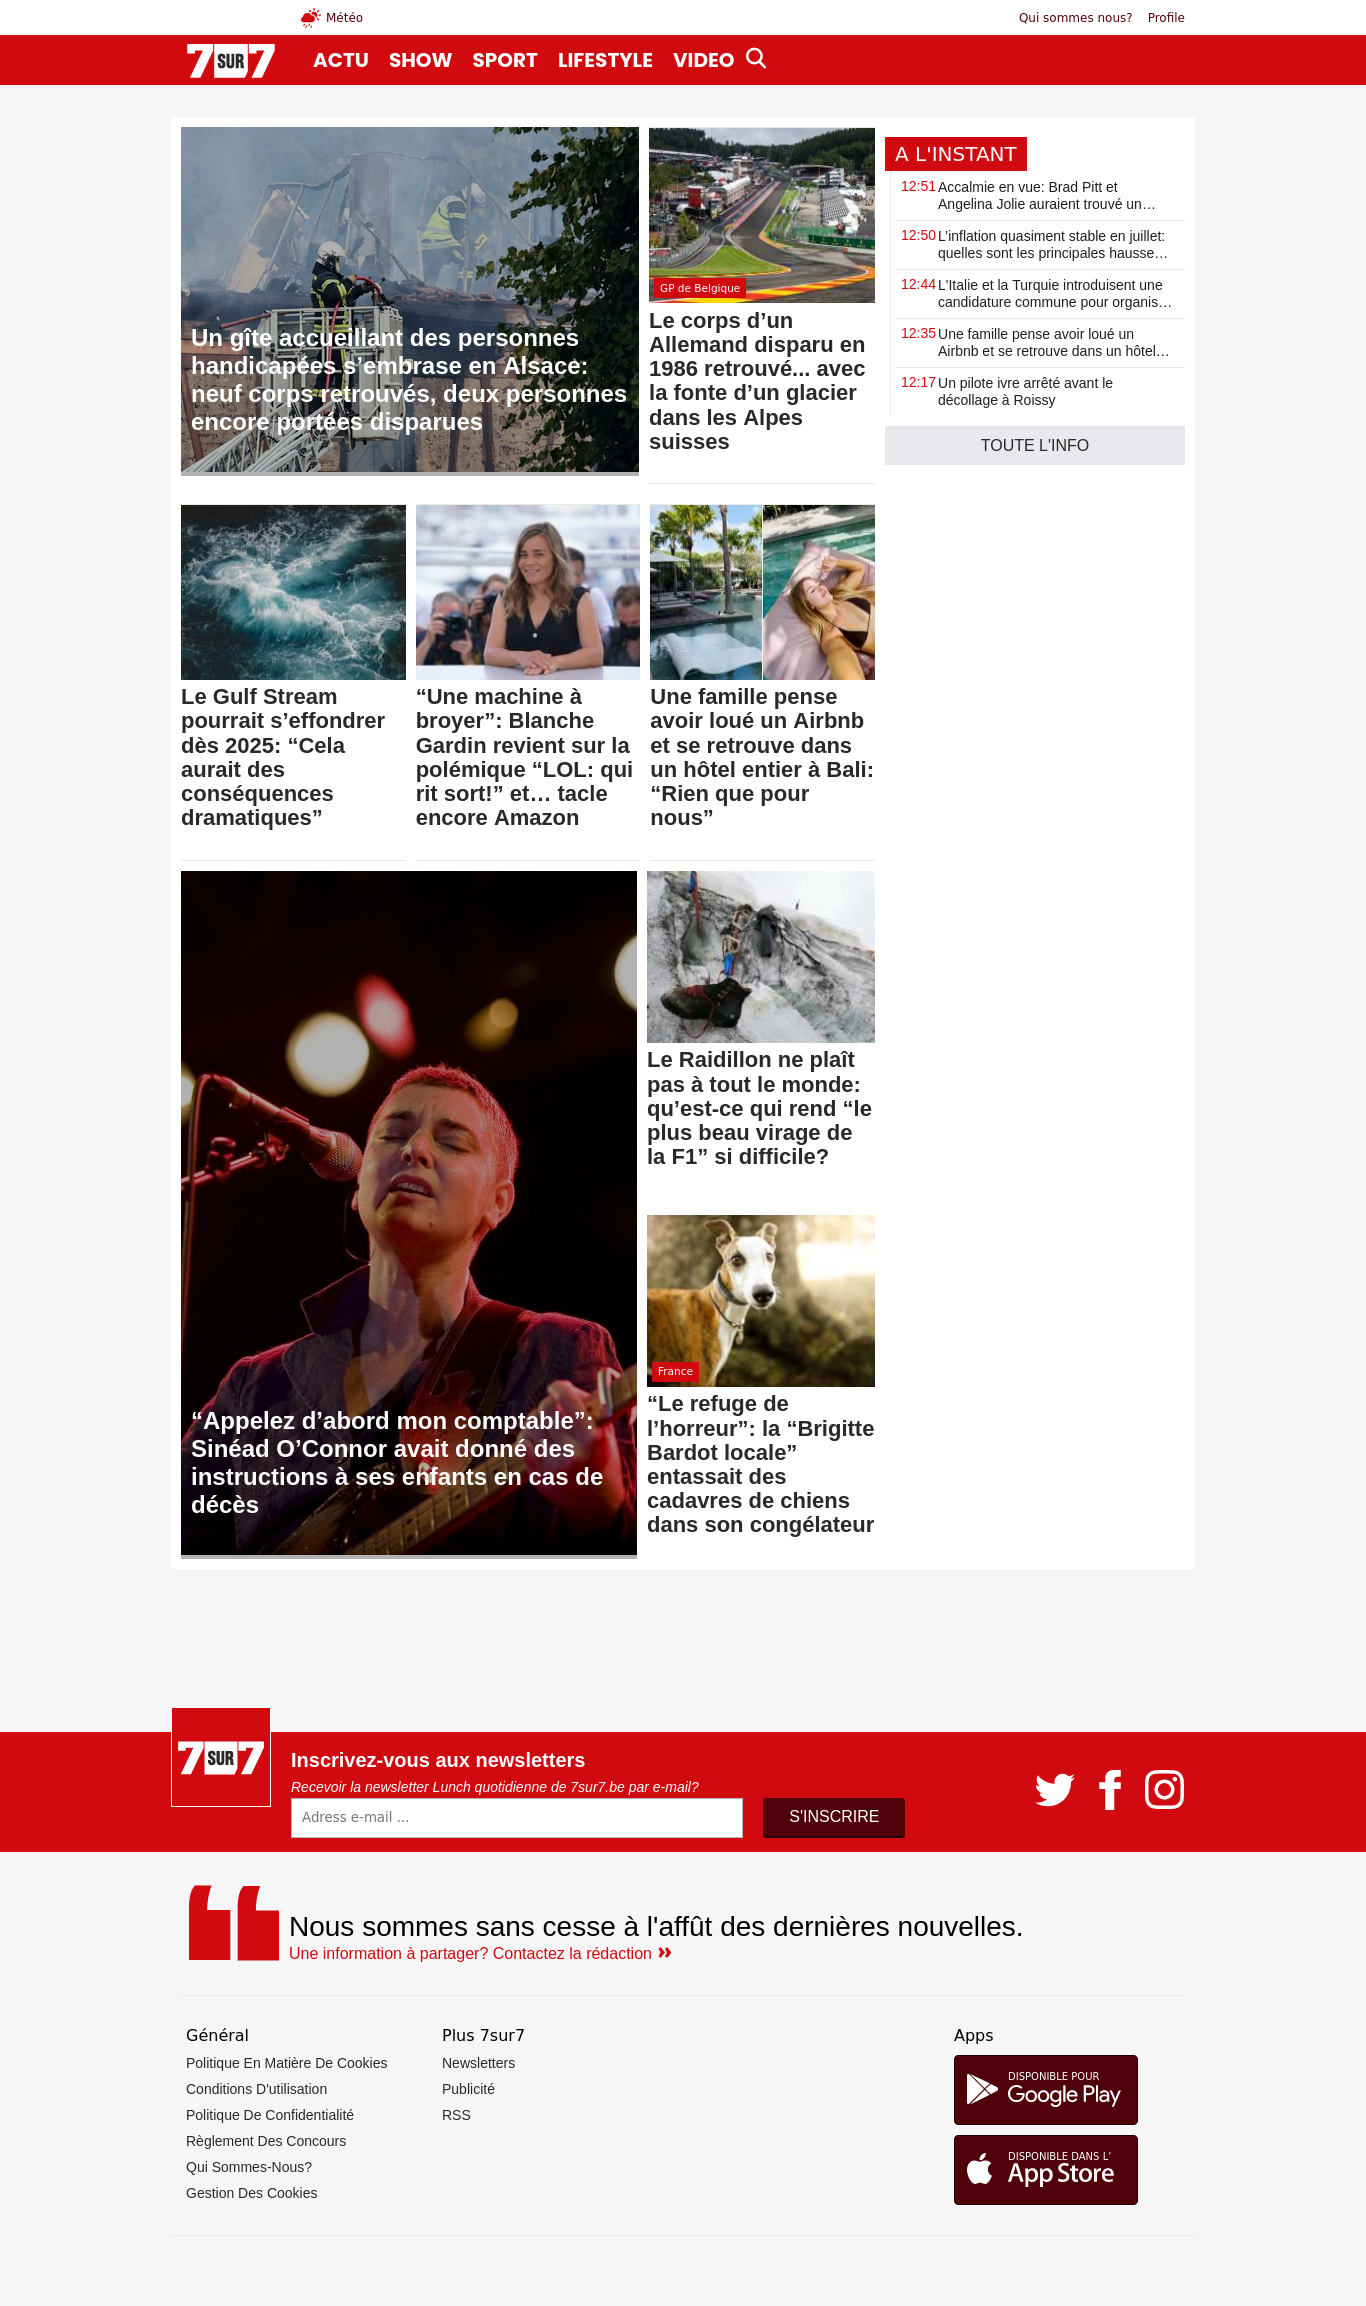 Météo
Qui sommes nous?
Profile
7SUR7
ACTU
SHOW
SPORT
LIFESTYLE
VIDEO
Un gîte accueillant des personnes
handicapées s’embrase en Alsace:
neuf corps retrouvés, deux personnes
encore portées disparues
GP de Belgique
Le corps d’un
Allemand disparu en
1986 retrouvé... avec
la fonte d’un glacier
dans les Alpes
suisses
A L'INSTANT
12:51 Accalmie en vue: Brad Pitt et
Angelina Jolie auraient trouvé un…
12:50 L’inflation quasiment stable en juillet:
quelles sont les principales hausse…
12:44 L'Italie et la Turquie introduisent une
candidature commune pour organis…
12:35 Une famille pense avoir loué un
Airbnb et se retrouve dans un hôtel…
12:17 Un pilote ivre arrêté avant le
décollage à Roissy
TOUTE L'INFO
Le Gulf Stream
pourrait s’effondrer
dès 2025: “Cela
aurait des
conséquences
dramatiques”
“Une machine à
broyer”: Blanche
Gardin revient sur la
polémique “LOL: qui
rit sort!” et… tacle
encore Amazon
Une famille pense
avoir loué un Airbnb
et se retrouve dans
un hôtel entier à Bali:
“Rien que pour
nous”
“Appelez d’abord mon comptable”:
Sinéad O’Connor avait donné des
instructions à ses enfants en cas de
décès
Le Raidillon ne plaît
pas à tout le monde:
qu’est-ce qui rend “le
plus beau virage de
la F1” si difficile?
France
“Le refuge de
l’horreur”: la “Brigitte
Bardot locale”
entassait des
cadavres de chiens
dans son congélateur
7SUR7
Inscrivez-vous aux newsletters
Recevoir la newsletter Lunch quotidienne de 7sur7.be par e-mail?
Adress e-mail ...
S'INSCRIRE
Nous sommes sans cesse à l'affût des dernières nouvelles.
Une information à partager? Contactez la rédaction »
Général
Politique En Matière De Cookies
Conditions D'utilisation
Politique De Confidentialité
Règlement Des Concours
Qui Sommes-Nous?
Gestion Des Cookies
Plus 7sur7
Newsletters
Publicité
RSS
Apps
DISPONIBLE POUR
Google Play
DISPONIBLE DANS L’
App Store